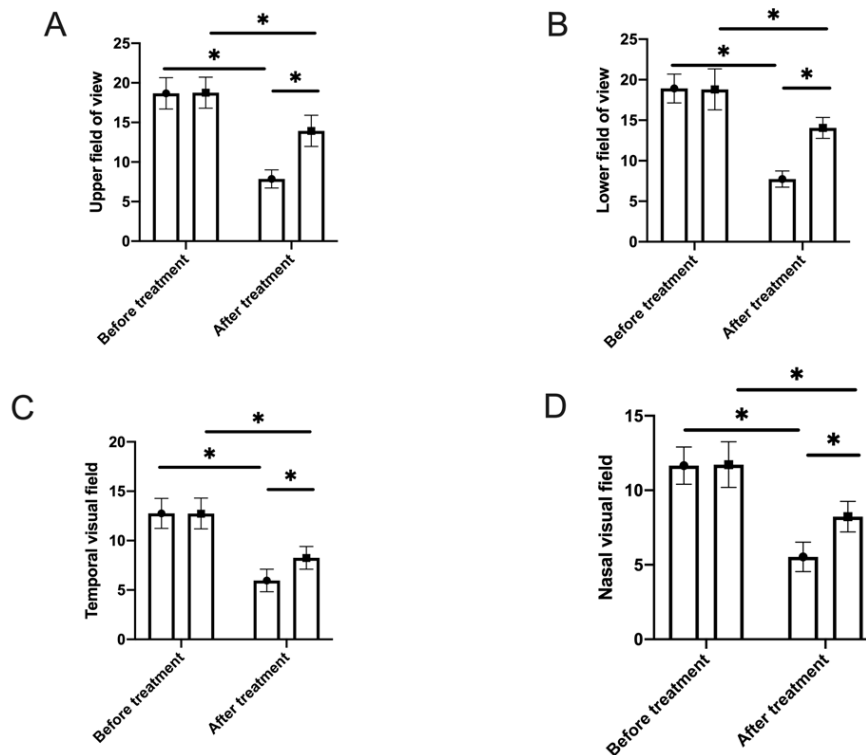 A
Upper field of view
25
20
15
10
5
0
*
*
*
Before treatment
After treatment
B
Lower field of view
25
20
15
10
5
0
*
*
*
Before treatment
After treatment
C
Temporal visual field
20
15
10
5
0
*
*
*
Before treatment
After treatment
D
Nasal visual field
15
10
5
0
*
*
*
Before treatment
After treatment